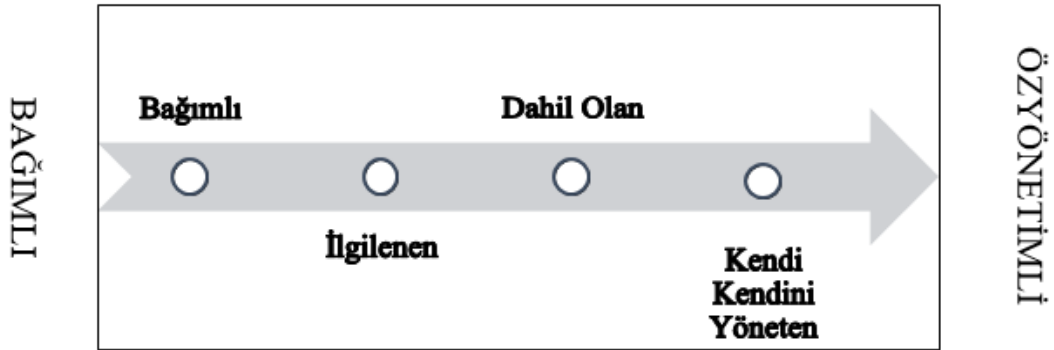 BAĞIMLI
Bağımlı
İlgilenen
Dahil Olan
Kendi
Kendini
Yöneten
ÖZYÖNETİMLİ